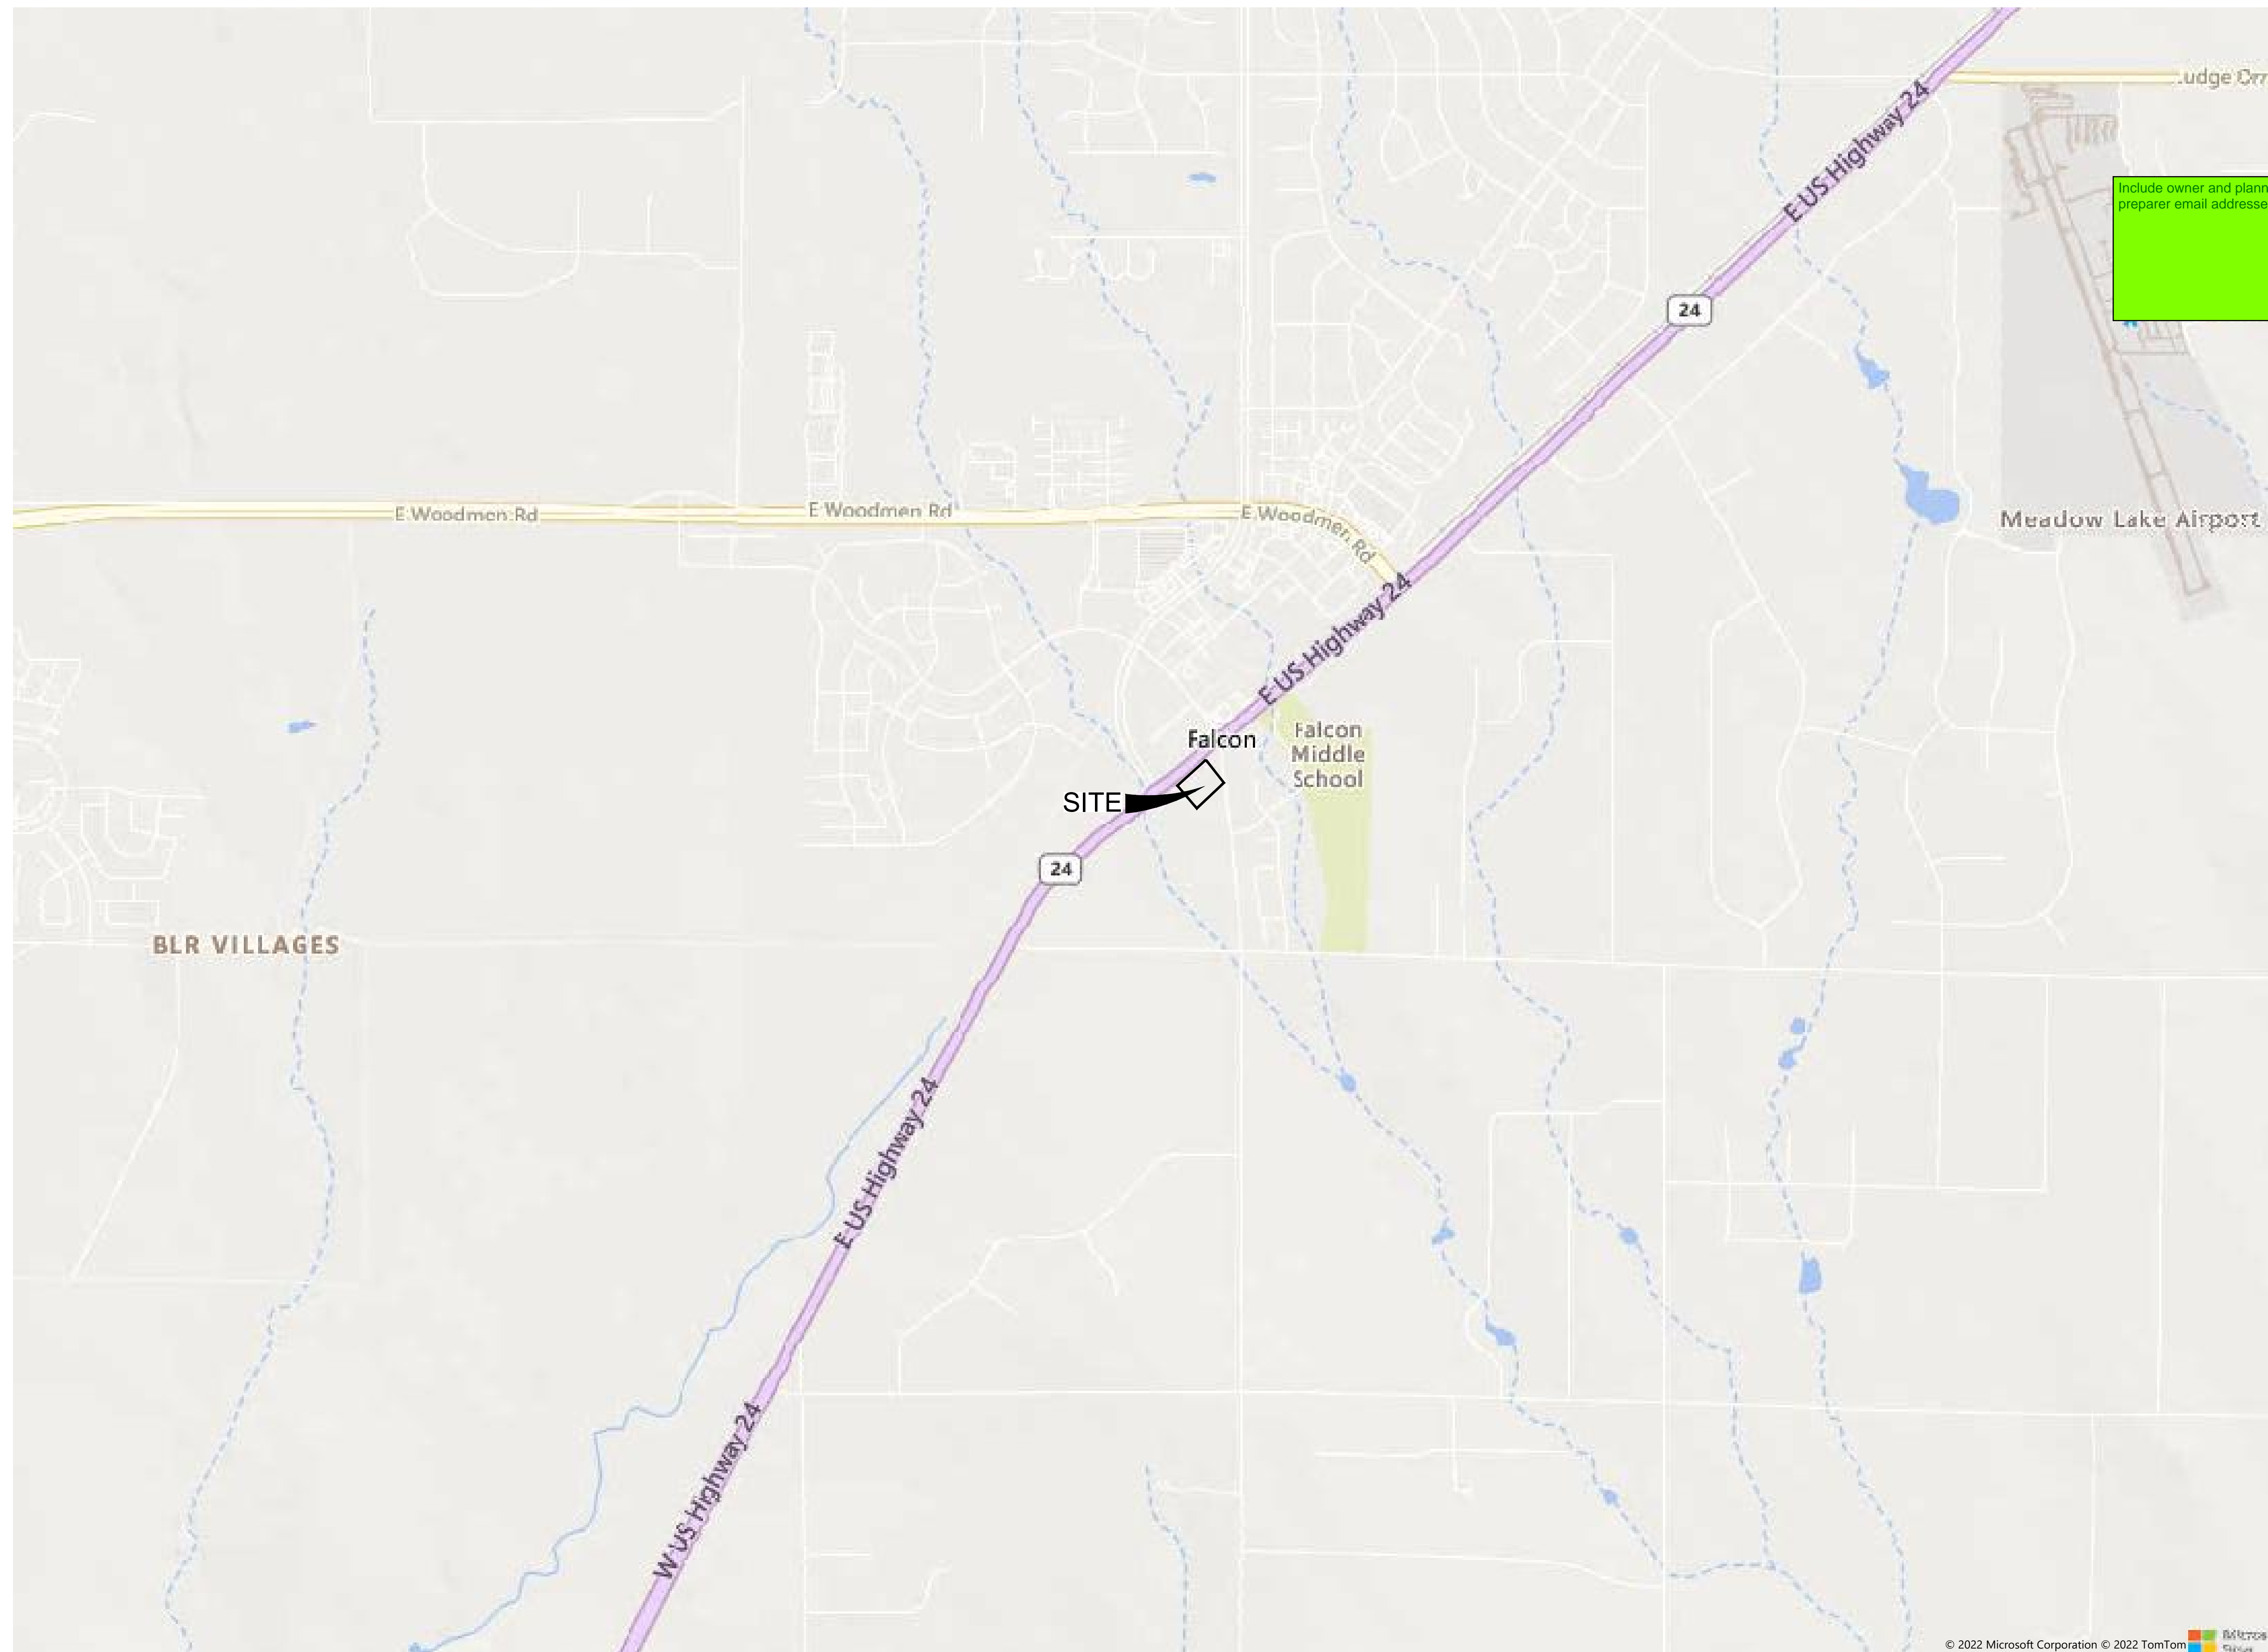 E US Highway 24
Include owner and plann
preparer email addresse
24
E Woodmen Rd
E Woodmen Rd
E Woodmen Rd
Meadow Lake Airport
E US Highway 24
Falcon
Falcon
Middle
School
SITE
24
BLR VILLAGES
E US Highway 24
W US Highway 24
© 2022 Microsoft Corporation © 2022 TomTom